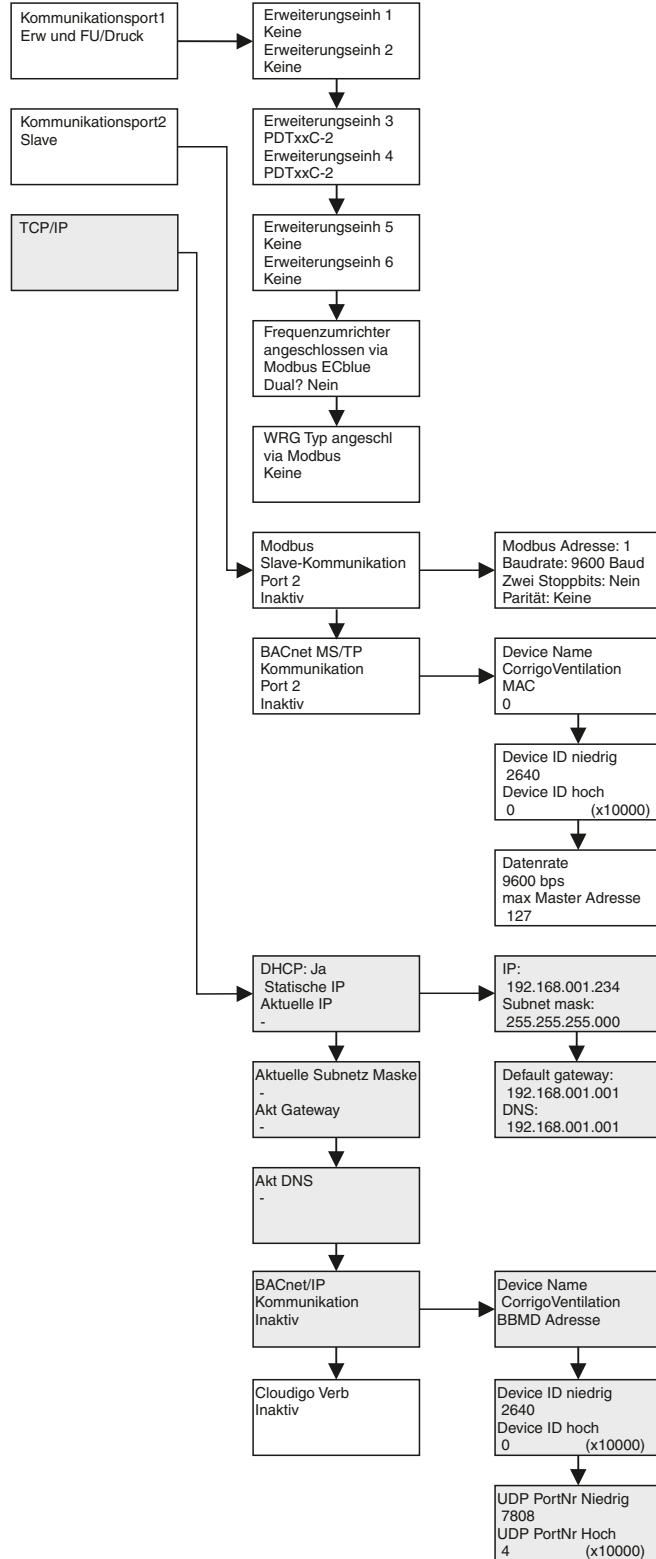 Kommunikationsport1
Erw und FU/Druck
Erweiterungseinh 1
Keine
Erweiterungseinh 2
Keine
Kommunikationsport2
Slave
Erweiterungseinh 3
PDTxxC-2
Erweiterungseinh 4
PDTxxC-2
TCP/IP
Erweiterungseinh 5
Keine
Erweiterungseinh 6
Keine
Frequenzumrichter
angeschlossen via
Modbus ECblue
Dual? Nein
WRG Typ angeschl
via Modbus
Keine
Modbus
Slave-Kommunikation
Port 2
Inaktiv
Modbus Adresse: 1
Baudrate: 9600 Baud
Zwei Stoppbits: Nein
Parität: Keine
BACnet MS/TP
Kommunikation
Port 2
Inaktiv
Device Name
CorrigoVentilation
MAC
0
Device ID niedrig
2640
Device ID hoch
0 (x10000)
Datenrate
9600 bps
max Master Adresse
127
DHCP: Ja
Statische IP
Aktuelle IP
-
IP:
192.168.001.234
Subnet mask:
255.255.255.000
Aktuelle Subnetz Maske
-
Akt Gateway
-
Default gateway:
192.168.001.001
DNS:
192.168.001.001
Akt DNS
-
BACnet/IP
Kommunikation
Inaktiv
Device Name
CorrigoVentilation
BBMD Adresse
Cloudigo Verb
Inaktiv
Device ID niedrig
2640
Device ID hoch
0 (x10000)
UDP PortNr Niedrig
7808
UDP PortNr Hoch
4 (x10000)